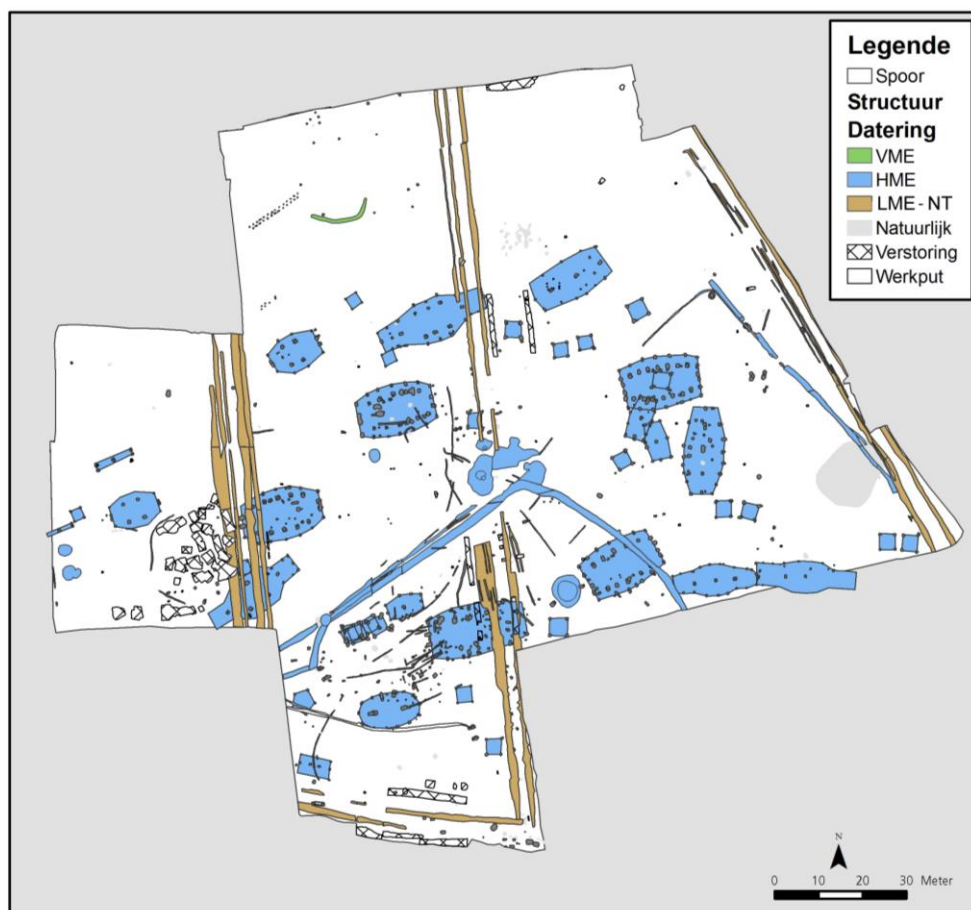 Legende
Spoor
Structuur
Datering
VME
HME
LME - NT
Natuurlijk
Verstoring
Werkput
N
0 10 20 30 Meter